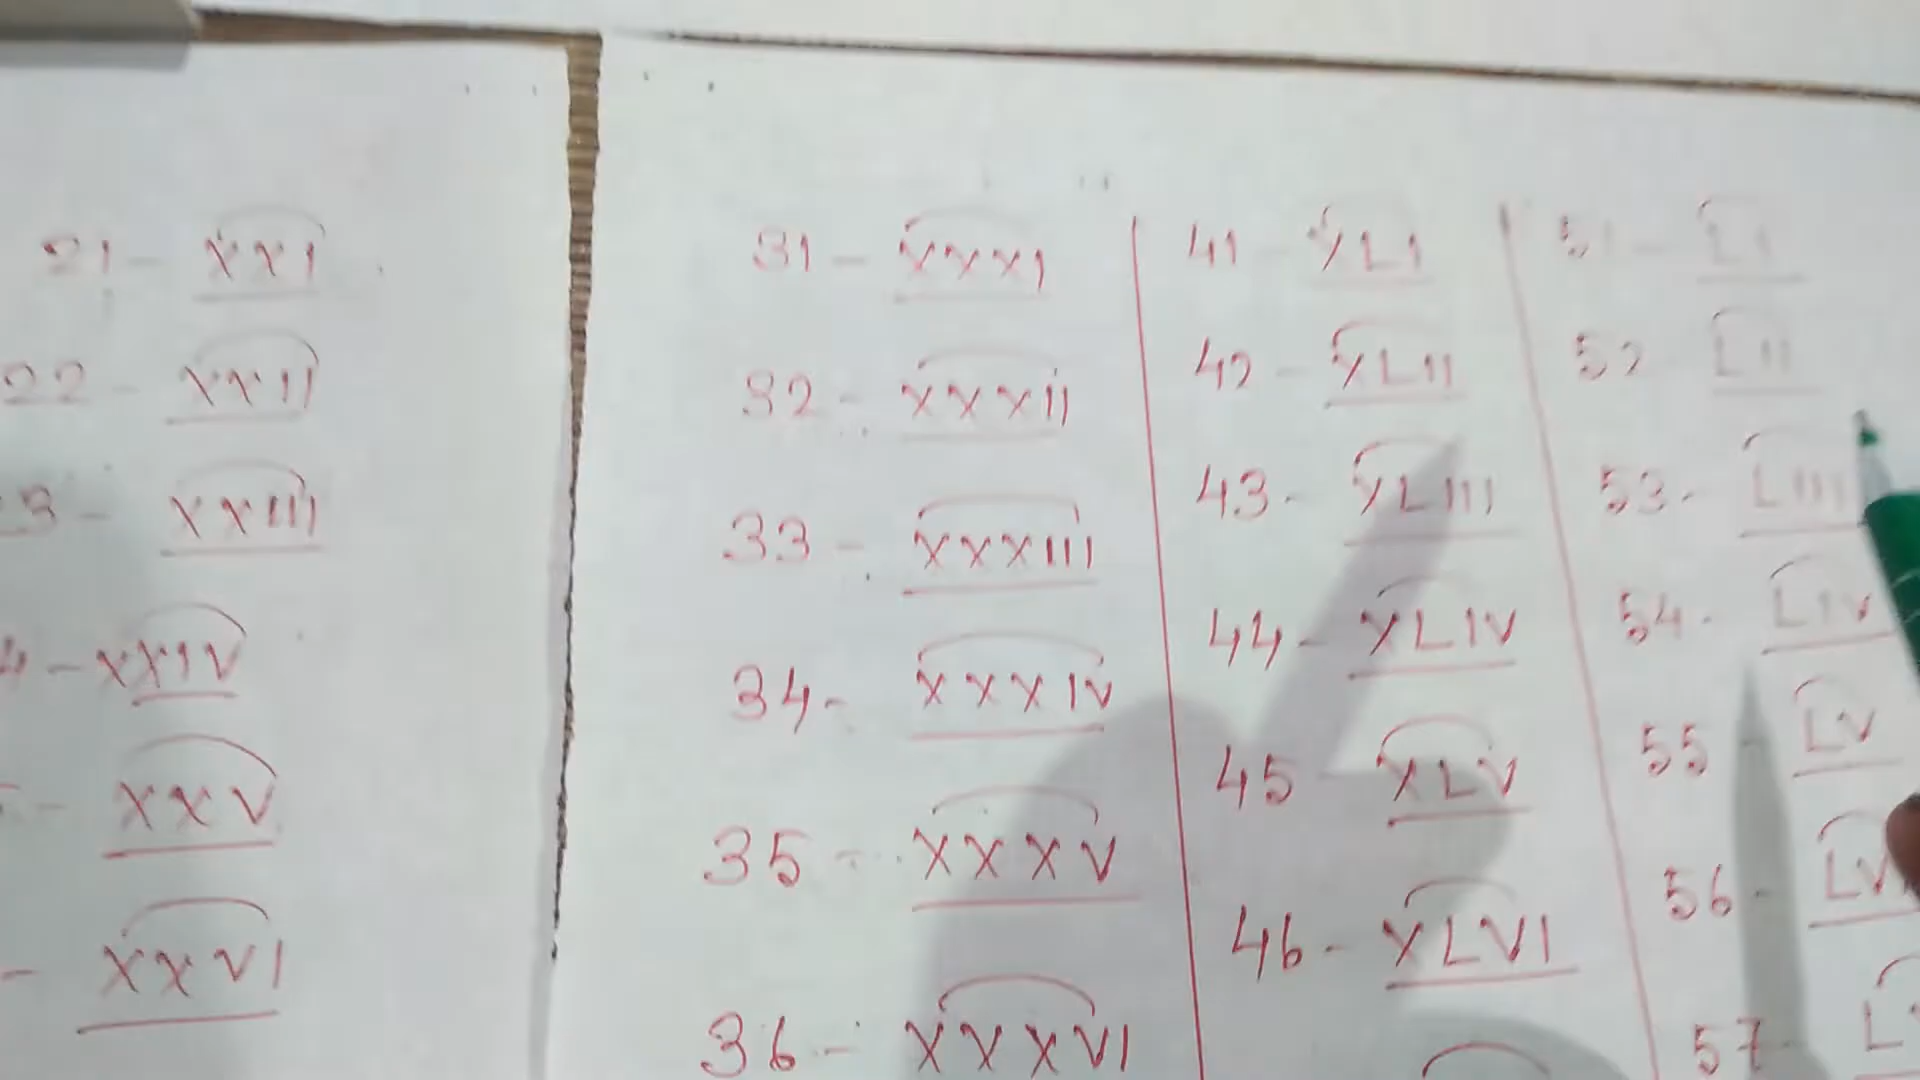 21 - XXI
22 - XXII
3 - XXIII
4 - XXIV
- XXV
- XXVI
31 - XXXI
32 - XXXII
33 - XXXIII
34 - XXXIV
35 - XXXV
36 - XXXVI
41 - XLI
42 - XLII
43 - XLIII
44 - XLIV
45 - XLV
46 - XLVI
51 - LI
52 LII
53 - LIII
54 - LIV
55 - LV
56 - LV
57 - L